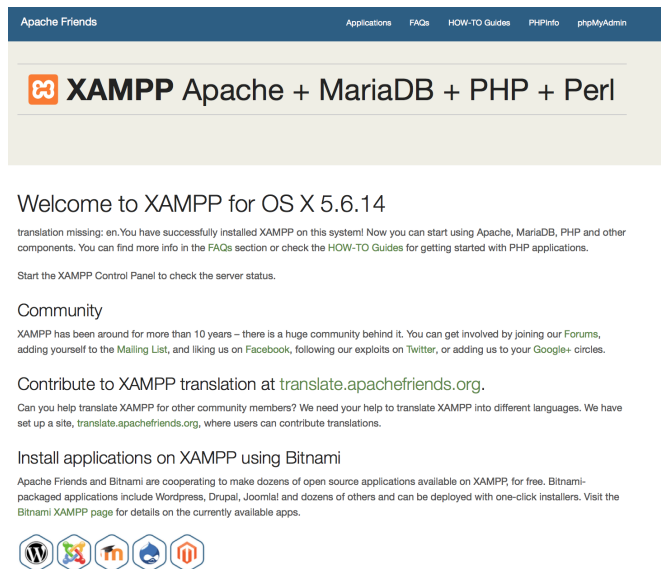 Apache Friends
Applications FAQs HOW-TO Guides PHPInfo phpMyAdmin
XAMPP Apache + MariaDB + PHP + Perl
Welcome to XAMPP for OS X 5.6.14
translation missing: en.You have successfully installed XAMPP on this system! Now you can start using Apache, MariaDB, PHP and other
components. You can find more info in the FAQs section or check the HOW-TO Guides for getting started with PHP applications.
Start the XAMPP Control Panel to check the server status.
Community
XAMPP has been around for more than 10 years – there is a huge community behind it. You can get involved by joining our Forums,
adding yourself to the Mailing List, and liking us on Facebook, following our exploits on Twitter, or adding us to your Google+ circles.
Contribute to XAMPP translation at translate.apachefriends.org.
Can you help translate XAMPP for other community members? We need your help to translate XAMPP into different languages. We have
set up a site, translate.apachefriends.org, where users can contribute translations.
Install applications on XAMPP using Bitnami
Apache Friends and Bitnami are cooperating to make dozens of open source applications available on XAMPP, for free. Bitnami-
packaged applications include Wordpress, Drupal, Joomla! and dozens of others and can be deployed with one-click installers. Visit the
Bitnami XAMPP page for details on the currently available apps.